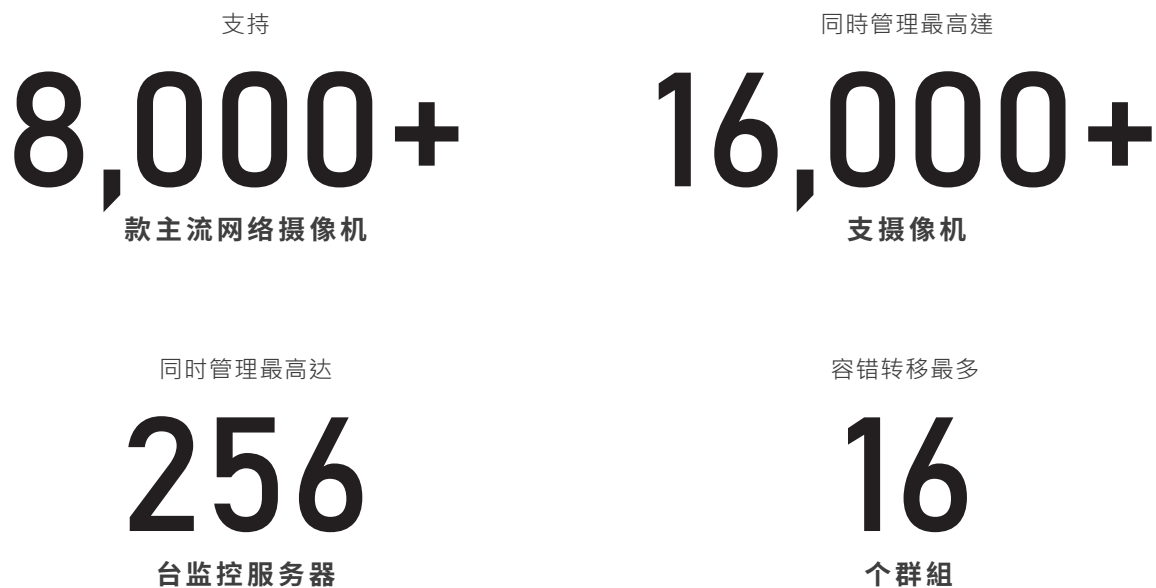 支持
8,000+
款主流网络摄像机
同時管理最高達
16,000+
支摄像机
同时管理最高达
256
台监控服务器
容错转移最多
16
个群組